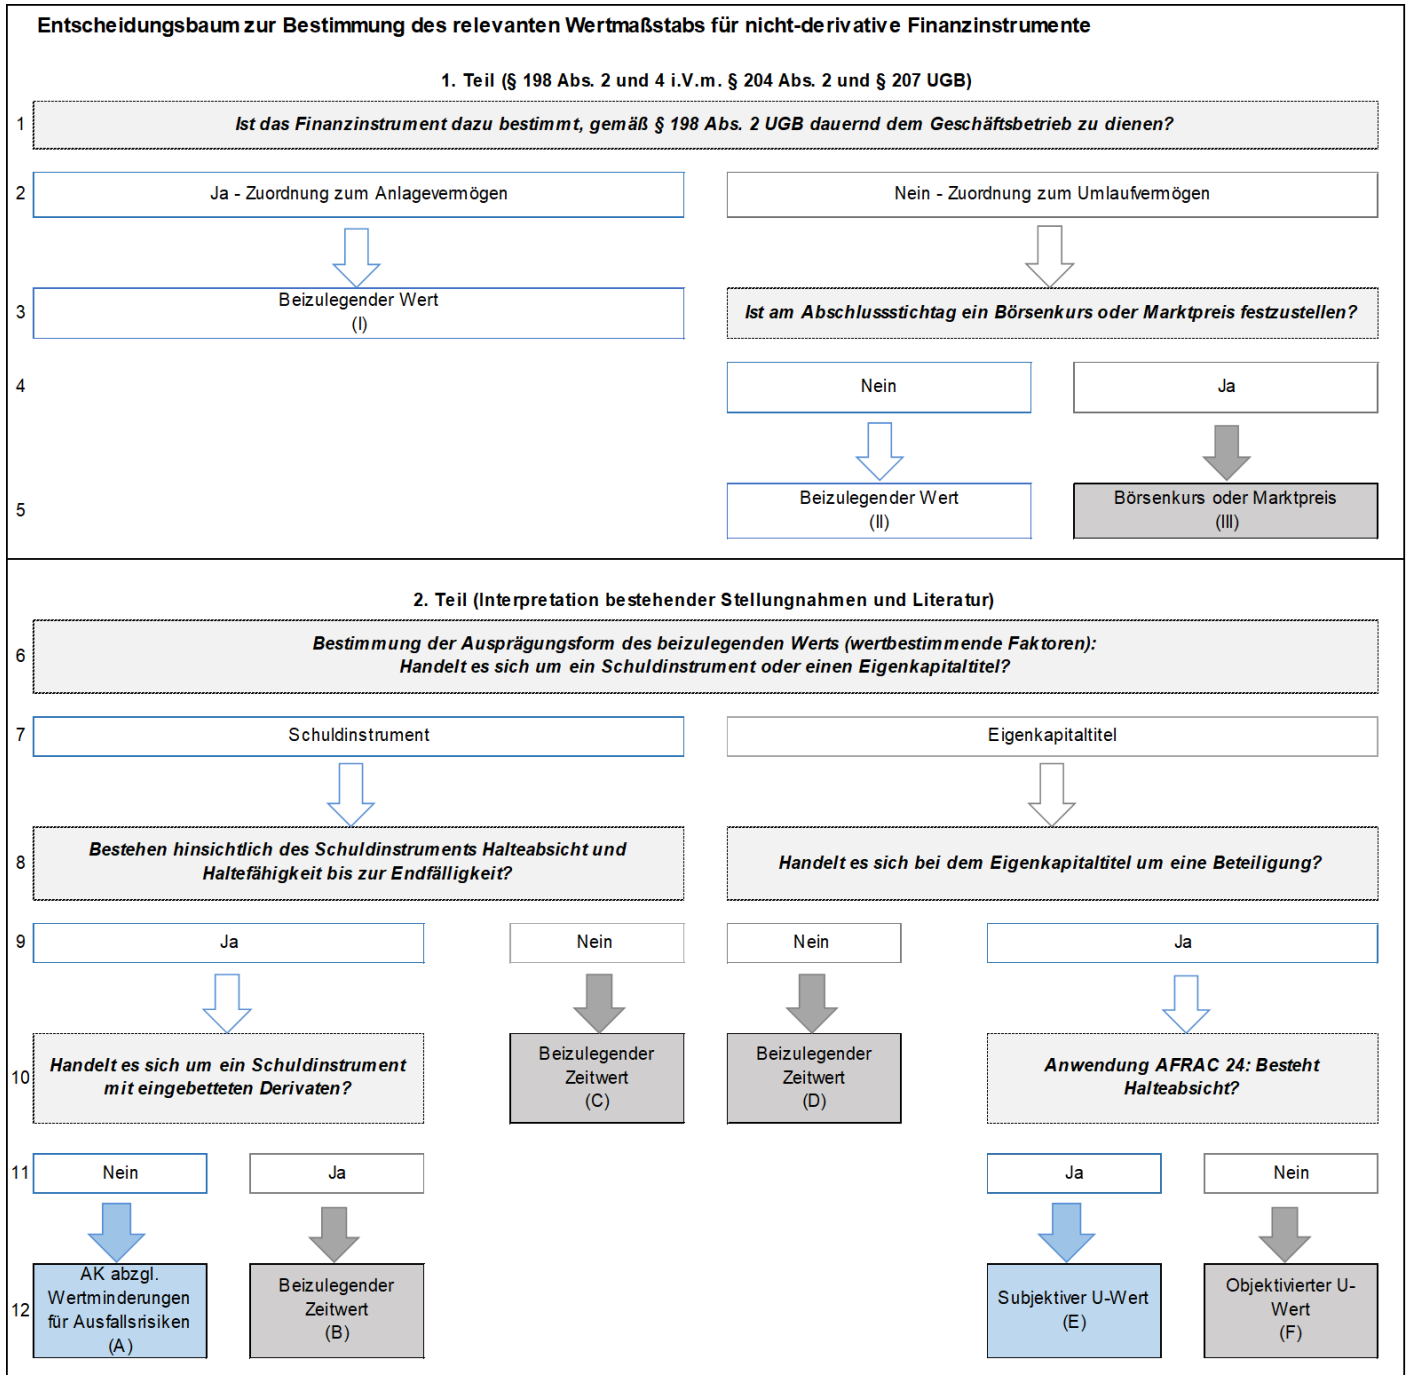 Entscheidungsbaum zur Bestimmung des relevanten Wertmaßstabs für nicht-derivative Finanzinstrumente
1. Teil (§ 198 Abs. 2 und 4 i.V.m. § 204 Abs. 2 und § 207 UGB)
1
Ist das Finanzinstrument dazu bestimmt, gemäß § 198 Abs. 2 UGB dauernd dem Geschäftsbetrieb zu dienen?
2
Ja - Zuordnung zum Anlagevermögen
Nein - Zuordnung zum Umlaufvermögen
3
Beizulegender Wert
(I)
Ist am Abschlussstichtag ein Börsenkurs oder Marktpreis festzustellen?
4
Nein
Ja
5
Beizulegender Wert
(II)
Börsenkurs oder Marktpreis
(III)
2. Teil (Interpretation bestehender Stellungnahmen und Literatur)
6
Bestimmung der Ausprägungsform des beizulegenden Werts (wertbestimmende Faktoren):
Handelt es sich um ein Schuldinstrument oder einen Eigenkapitaltitel?
7
Schuldinstrument
Eigenkapitaltitel
8
Bestehen hinsichtlich des Schuldinstruments Halteabsicht und
Haltefähigkeit bis zur Endfälligkeit?
Handelt es sich bei dem Eigenkapitaltitel um eine Beteiligung?
9
Ja
Nein
Nein
Ja
10
Handelt es sich um ein Schuldinstrument
mit eingebetteten Derivaten?
Beizulegender
Zeitwert
(C)
Beizulegender
Zeitwert
(D)
Anwendung AFRAC 24: Besteht
Halteabsicht?
11
Nein
Ja
Ja
Nein
12
AK abzgl.
Wertminderungen
für Ausfallsrisiken
(A)
Beizulegender
Zeitwert
(B)
Subjektiver U-Wert
(E)
Objektivierter U-
Wert
(F)